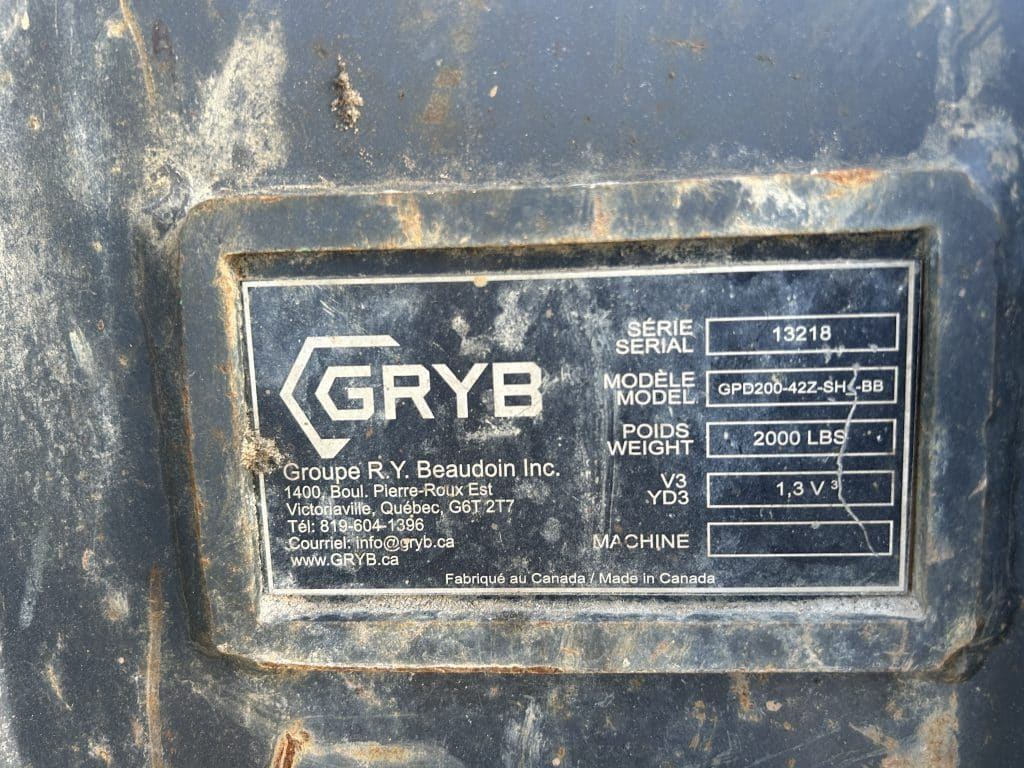 GRYB
Groupe R.Y. Beaudoin Inc.
1400, Boul. Pierre-Roux Est
Victoriaville, Québec, G6T 2T7
Tél: 819-604-1396
Courriel: info@gryb.ca
www.GRYB.ca
SÉRIE
SERIAL
13218
MODÈLE
MODEL
POIDS
WEIGHT
2000 LBS
V3
YD3
1,3 V³
MACHINE
Fabriqué au Canada / Made in Canada